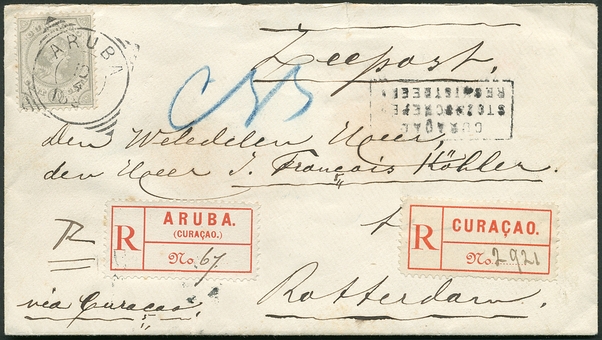 ARUBA
Zeepost.
CURAÇAO
Den Weledelen Heer,
den Heer J. François Köhler.
t
R
R
ARUBA.
(CURAÇAO.)
No. 67
R
CURAÇAO.
No. 2921
via Curaçao.
Rotterdam.